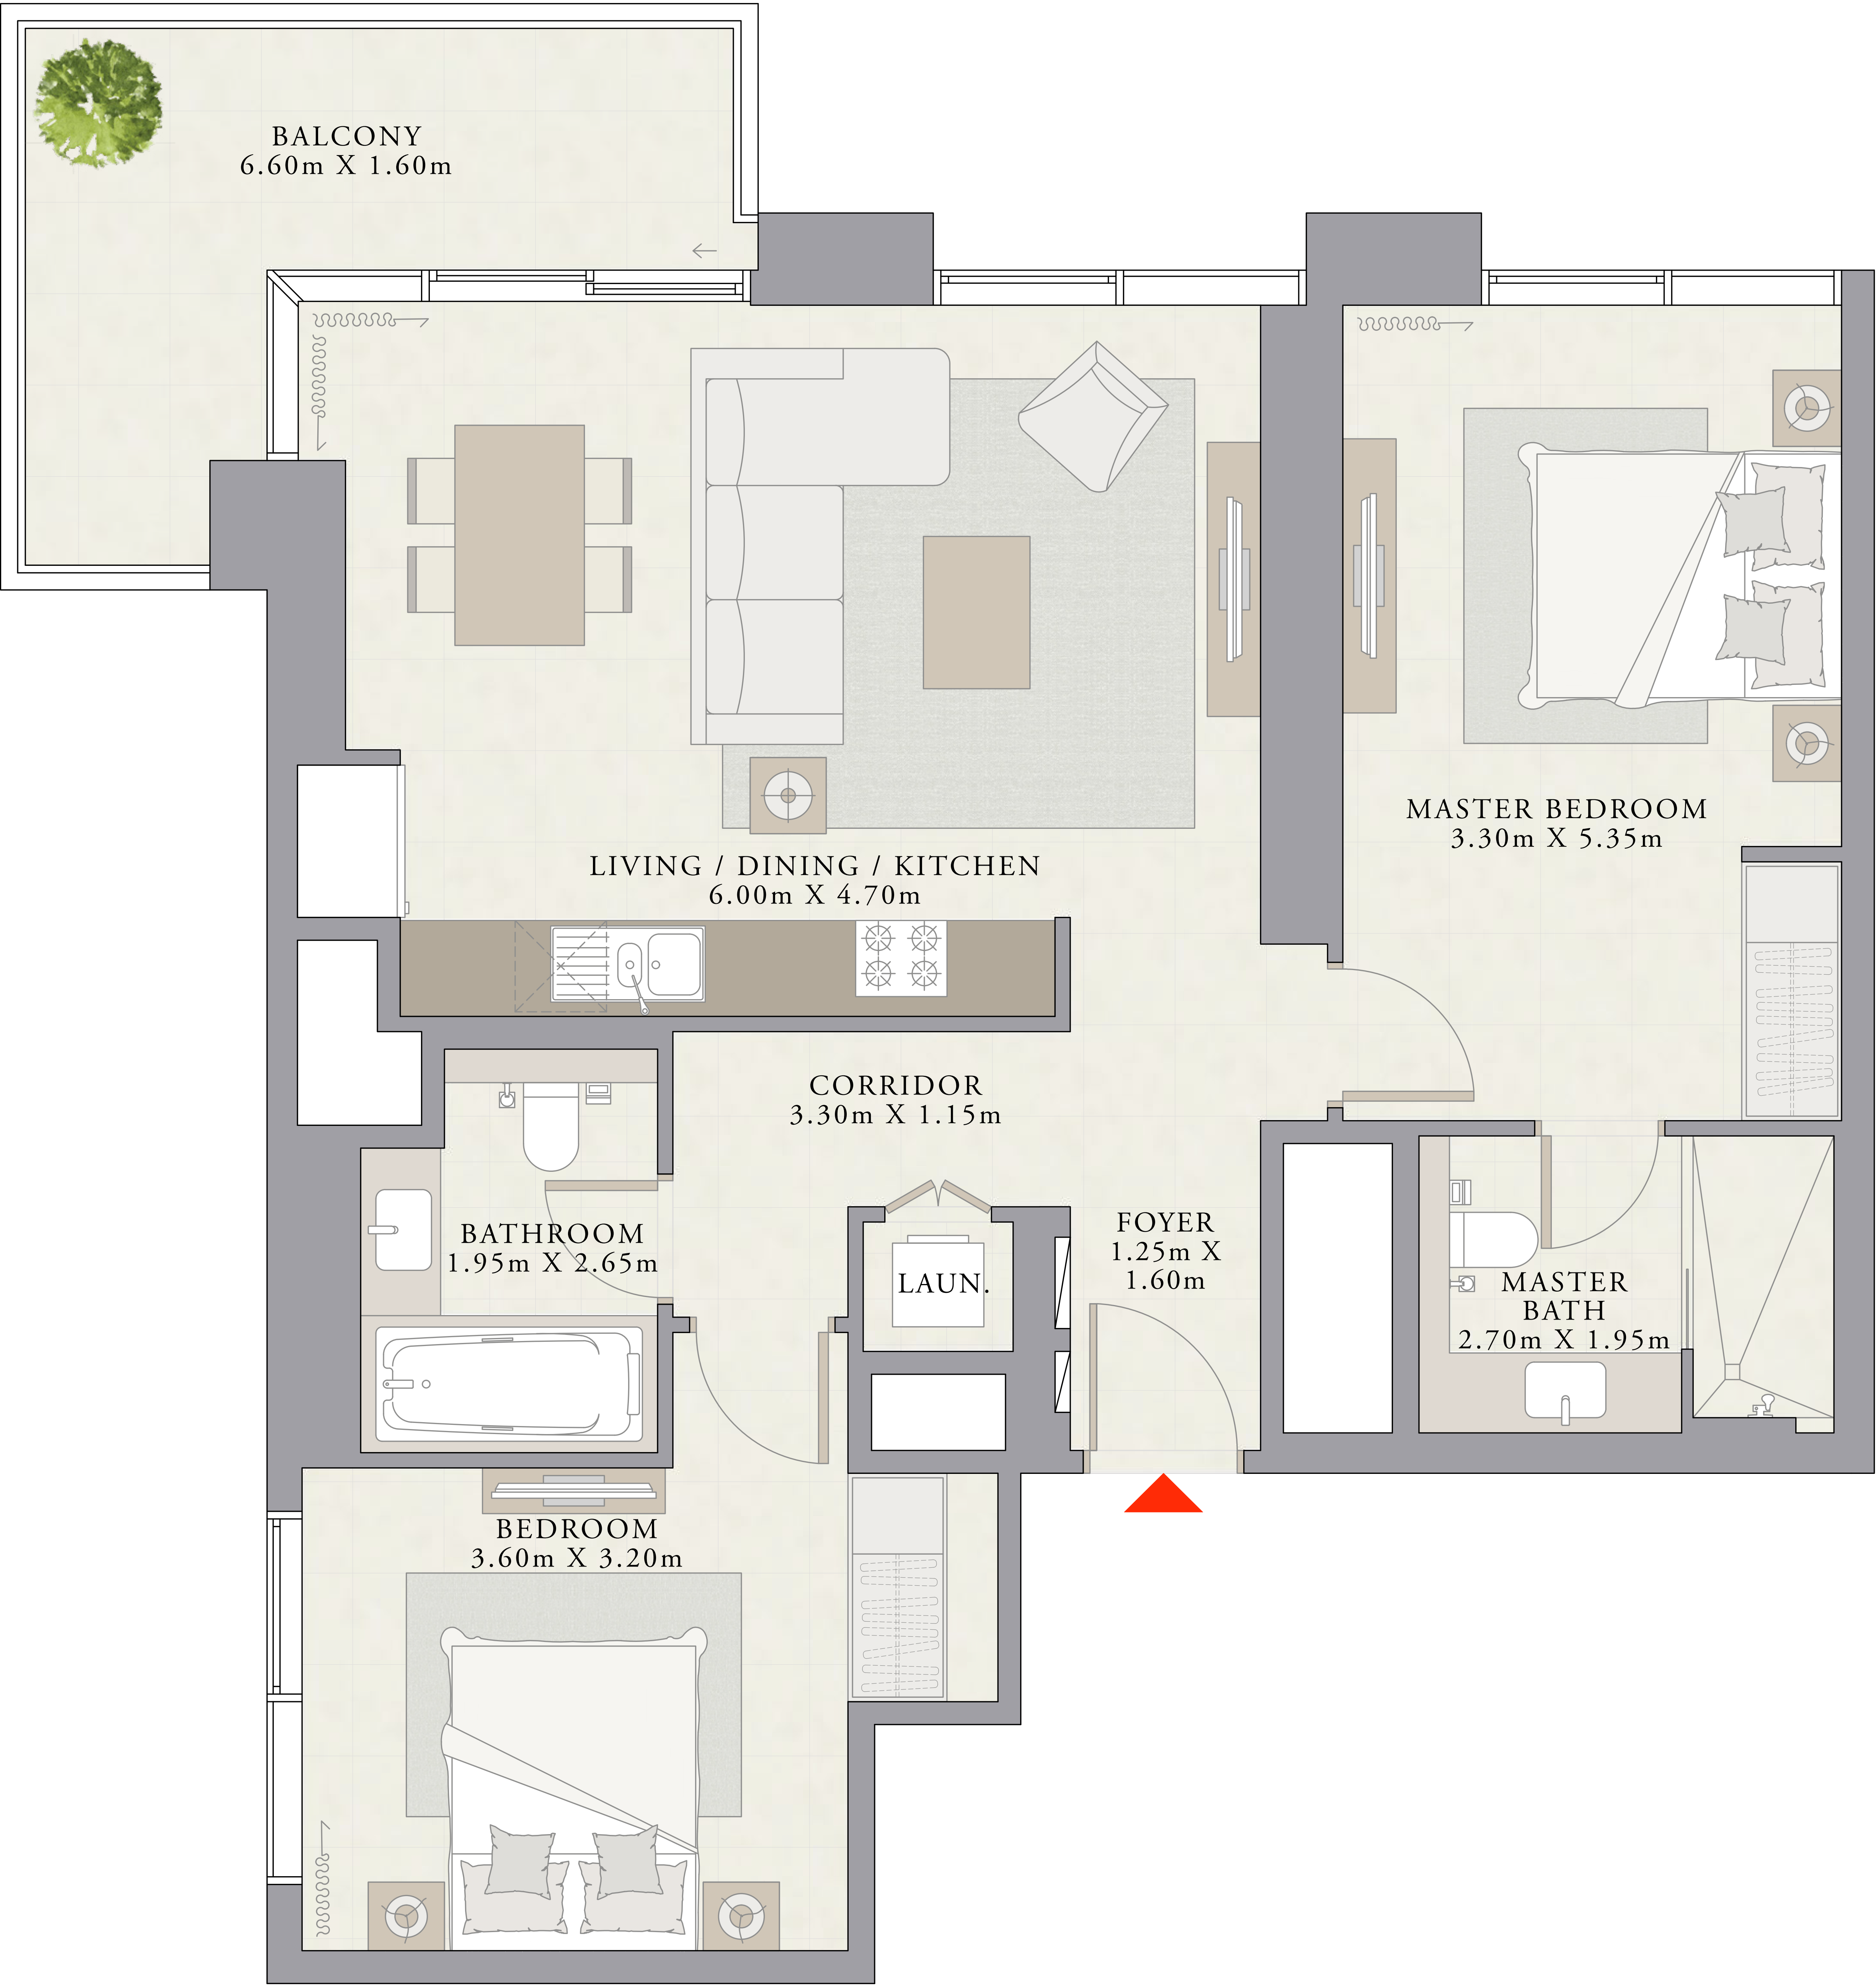 BALCONY
6.60m X 1.60m
LIVING / DINING / KITCHEN
6.00m X 4.70m
MASTER BEDROOM
3.30m X 5.35m
CORRIDOR
3.30m X 1.15m
BATHROOM
1.95m X 2.65m
LAUN.
FOYER
1.25m X
1.60m
MASTER
BATH
2.70m X 1.95m
BEDROOM
3.60m X 3.20m